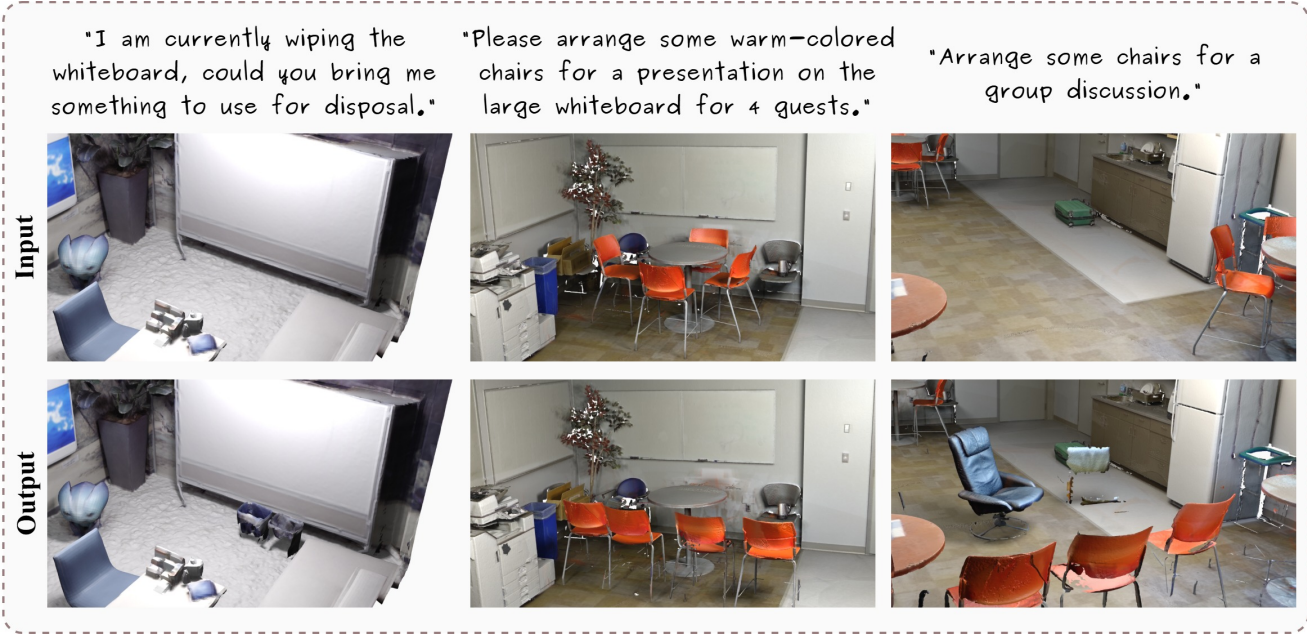 "I am currently wiping the
whiteboard, could you bring me
something to use for disposal."
"Please arrange some warm-colored
chairs for a presentation on the
large whiteboard for 4 guests."
"Arrange some chairs for a
group discussion."
Input
Output